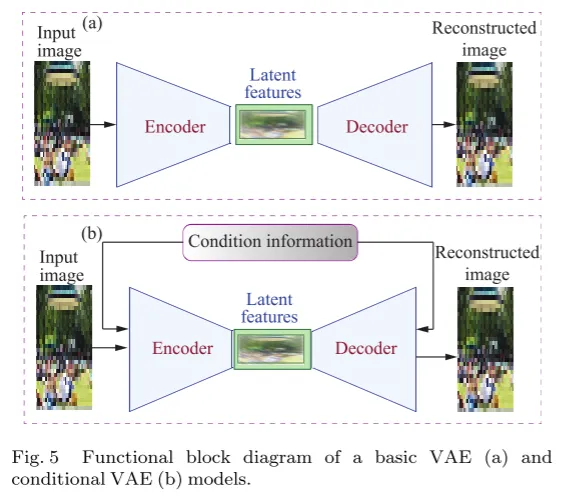 (a)
Input
image
Encoder
Latent
features
Decoder
Reconstructed
image
(b)
Condition information
Input
image
Encoder
Latent
features
Decoder
Reconstructed
image
Fig. 5 Functional block diagram of a basic VAE (a) and
conditional VAE (b) models.